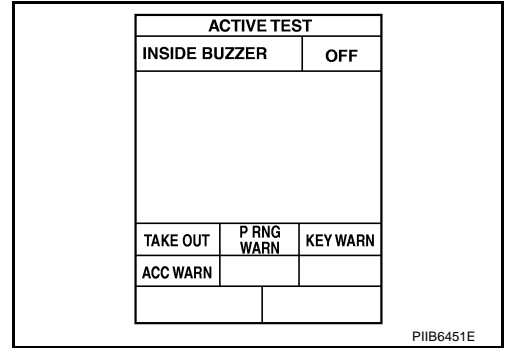 ACTIVE TEST
INSIDE BUZZER OFF
TAKE OUT P RNG WARN KEY WARN
ACC WARN
PIIB6451E